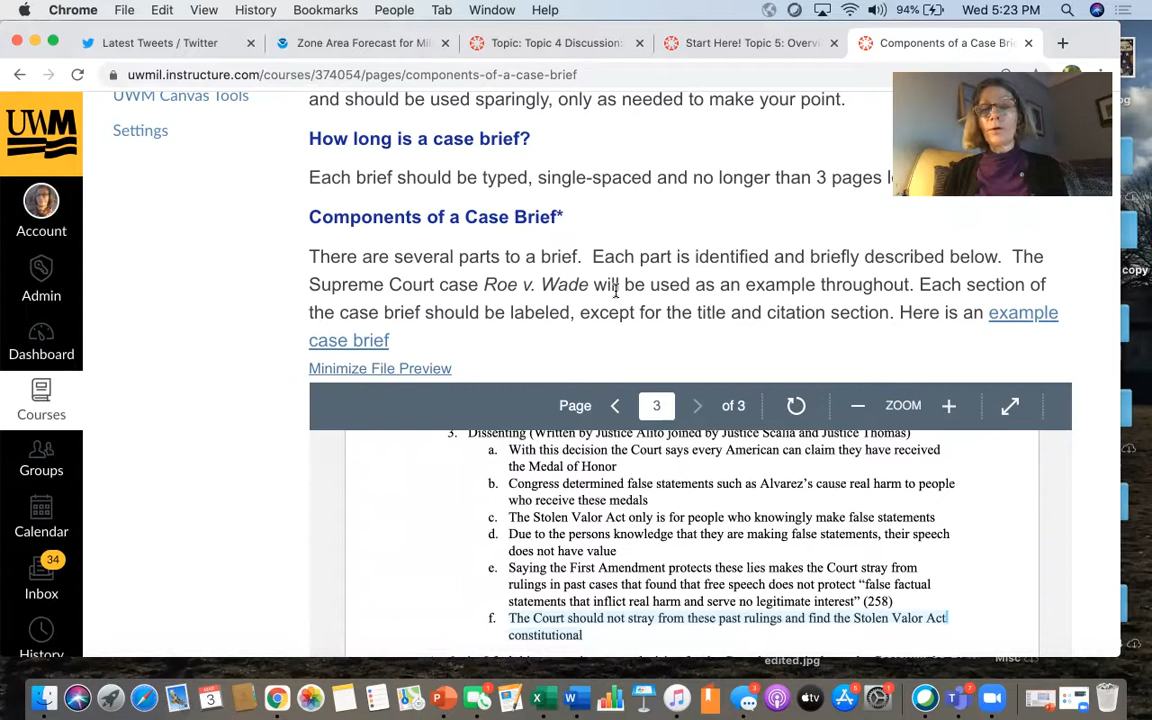 Chrome File Edit View History Bookmarks People Tab Window Help 94% Wed 5:23 PM
Latest Tweets / Twitter Zone Area Forecast for Mil Topic: Topic 4 Discussion: Start Here! Topic 5: Overvi Components of a Case Brie
uwmil.instructure.com/courses/374054/pages/components-of-a-case-brief
UWM Canvas Tools
Settings
UWM
Account
Admin
Dashboard
Courses
Groups
Calendar
34
Inbox
History
and should be used sparingly, only as needed to make your point.
How long is a case brief?
Each brief should be typed, single-spaced and no longer than 3 pages l
Components of a Case Brief*
There are several parts to a brief. Each part is identified and briefly described below. The
Supreme Court case Roe v. Wade will be used as an example throughout. Each section of
the case brief should be labeled, except for the title and citation section. Here is an example
case brief
Minimize File Preview
Page 3 of 3 ZOOM
3. Dissenting (Written by Justice Alito joined by Justice Scalia and Justice Thomas)
a. With this decision the Court says every American can claim they have received
the Medal of Honor
b. Congress determined false statements such as Alvarez's cause real harm to people
who receive these medals
c. The Stolen Valor Act only is for people who knowingly make false statements
d. Due to the persons knowledge that they are making false statements, their speech
does not have value
e. Saying the First Amendment protects these lies makes the Court stray from
rulings in past cases that found that free speech does not protect "false factual
statements that inflict real harm and serve no legitimate interest" (258)
f. The Court should not stray from these past rulings and find the Stolen Valor Act
constitutional
pg
copy
edited.jpg
Misc
MAR
3
tv